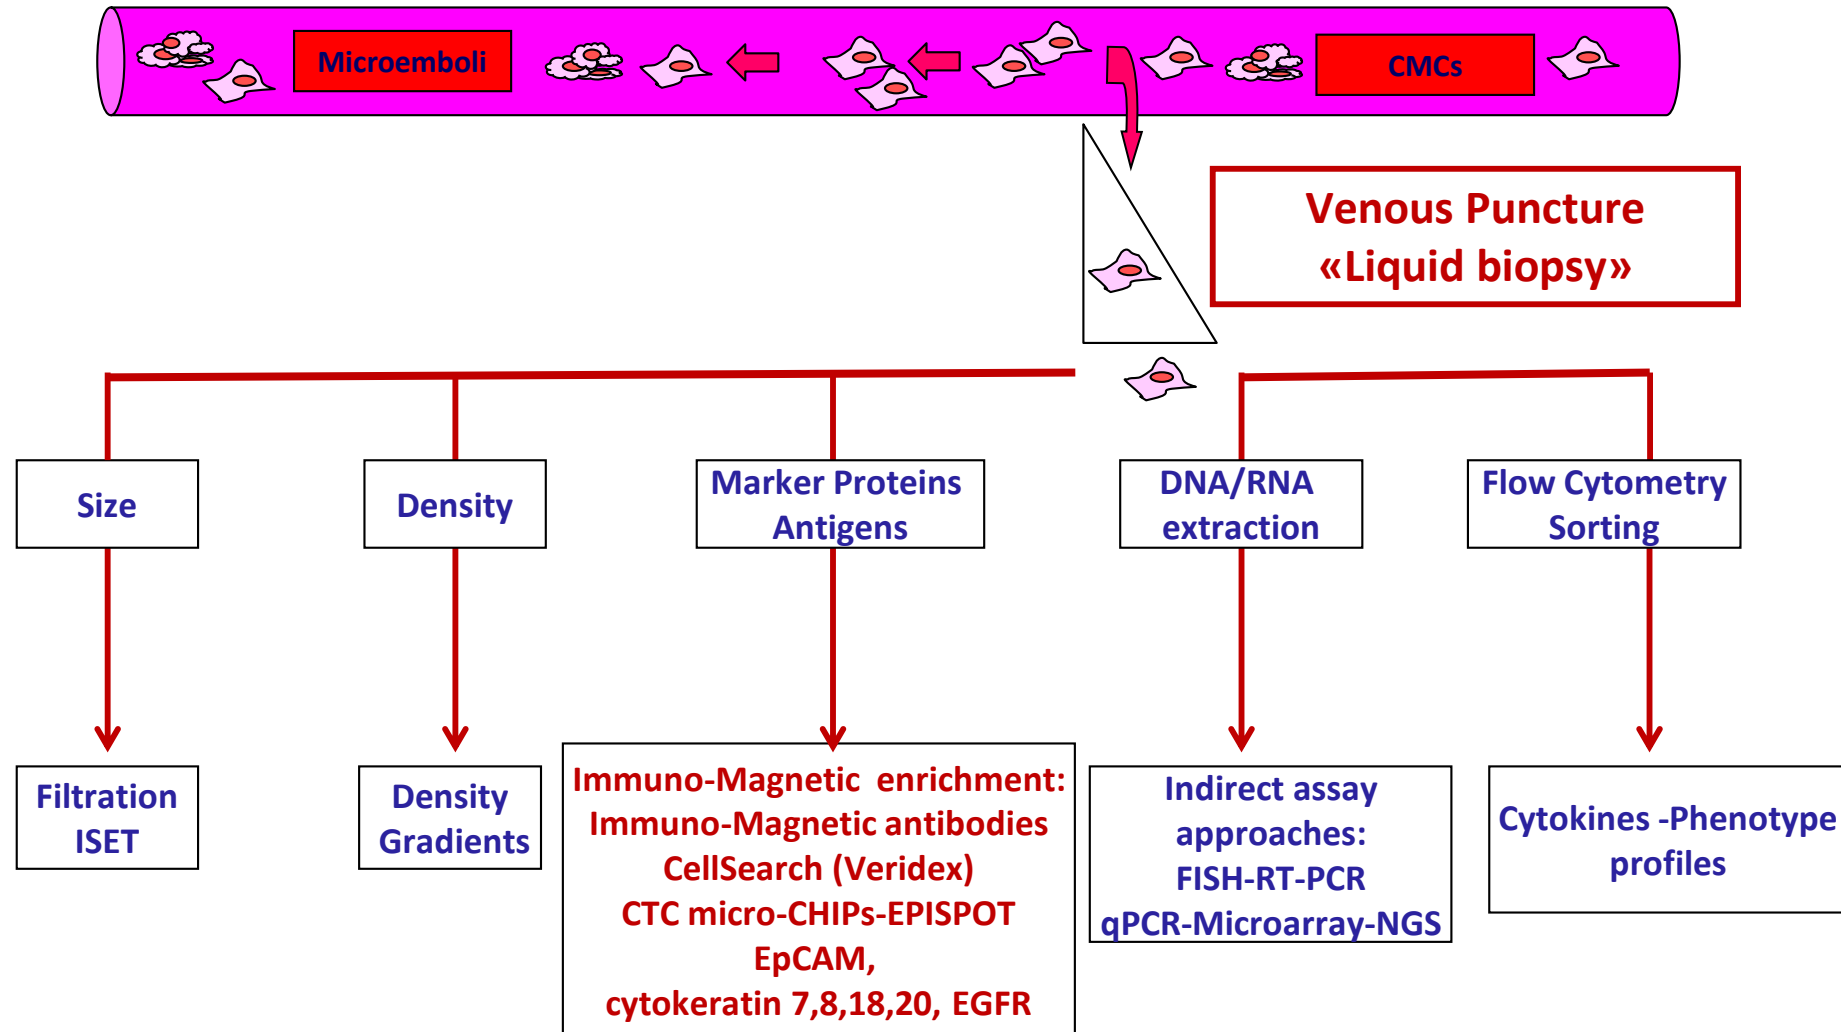 Microemboli
CMCs
Venous Puncture
«Liquid biopsy»
Size
Density
Marker Proteins
Antigens
DNA/RNA
extraction
Flow Cytometry
Sorting
Filtration
ISET
Density
Gradients
Immuno-Magnetic enrichment:
Immuno-Magnetic antibodies
CellSearch (Veridex)
CTC micro-CHIPs-EPISPOT
EpCAM,
cytokeratin 7,8,18,20, EGFR
Indirect assay
approaches:
FISH-RT-PCR
qPCR-Microarray-NGS
Cytokines -Phenotype
profiles